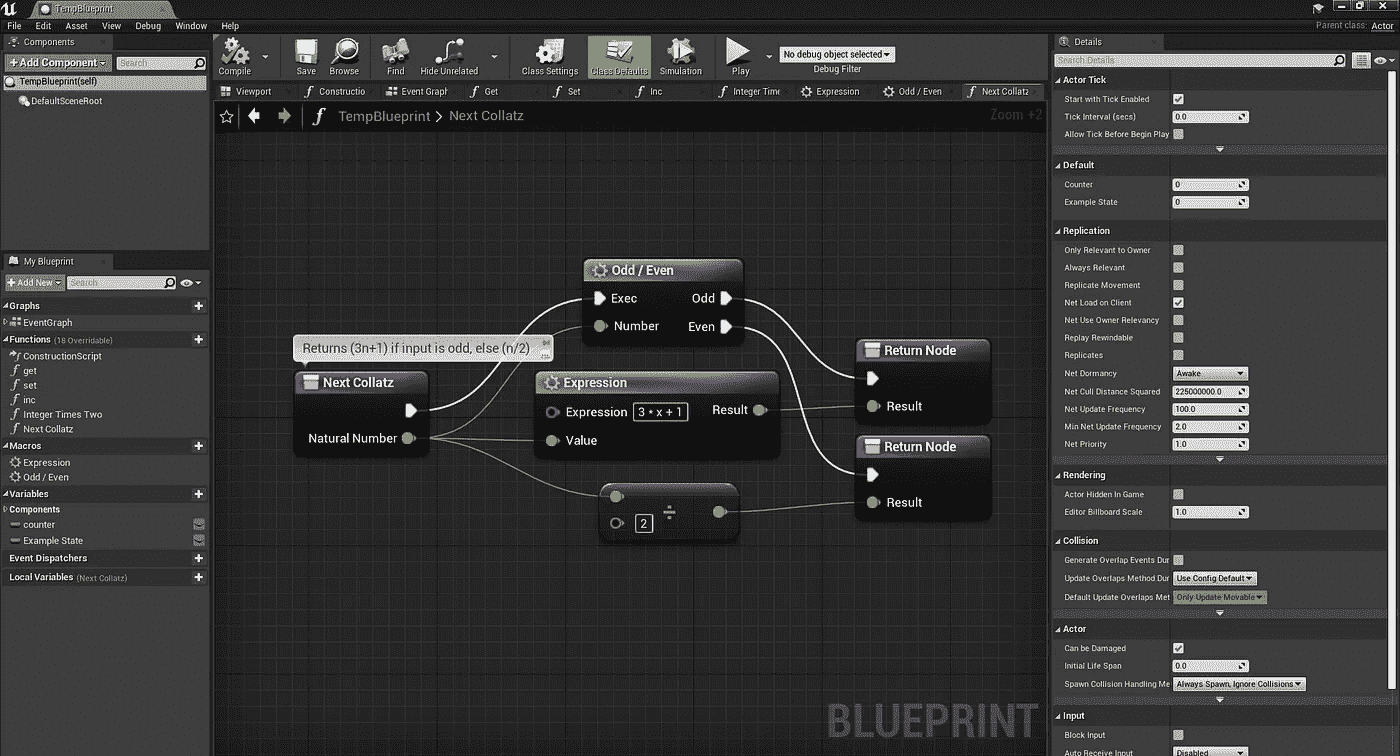 TempBlueprint
File Edit Asset View Debug Window Help
Parent class: Actor
Components
+Add Component
Search
TempBlueprint(self)
DefaultSceneRoot
My Blueprint
+Add New
Search
Graphs
EventGraph
Functions (18 Overridable)
ConstructionScript
get
set
inc
Integer Times Two
Next Collatz
Macros
Expression
Odd / Even
Variables
Components
counter
Example State
Event Dispatchers
Local Variables (Next Collatz)
Compile
Save
Browse
Find
Hide Unrelated
Class Settings
Class Defaults
Simulation
Play
No debug object selected
Debug Filter
Viewport
Constructio
Event Graph
Get
Set
Inc
Integer Time
Expression
Odd / Even
Next Collatz
TempBlueprint > Next Collatz
Zoom +2
Odd / Even
Exec Odd
Number Even
Returns (3n+1) if input is odd, else (n/2)
Next Collatz
Natural Number
Expression
Expression 3 * x + 1 Result
Value
2 ÷
Return Node
Result
Return Node
Result
BLUEPRINT
Details
Search Details
Actor Tick
Start with Tick Enabled
Tick Interval (secs) 0.0
Allow Tick Before Begin Play
Default
Counter 0
Example State 0
Replication
Only Relevant to Owner
Always Relevant
Replicate Movement
Net Load on Client
Net Use Owner Relevancy
Replay Rewindable
Replicates
Net Dormancy Awake
Net Cull Distance Squared 225000000.0
Net Update Frequency 100.0
Min Net Update Frequency 2.0
Net Priority 1.0
Rendering
Actor Hidden In Game
Editor Billboard Scale 1.0
Collision
Generate Overlap Events Dur
Update Overlaps Method Dur Use Config Default
Default Update Overlaps Met Only Update Movable
Actor
Can be Damaged
Initial Life Span 0.0
Spawn Collision Handling Me Always Spawn, Ignore Collisions
Input
Block Input
Auto Receive Input Disabled